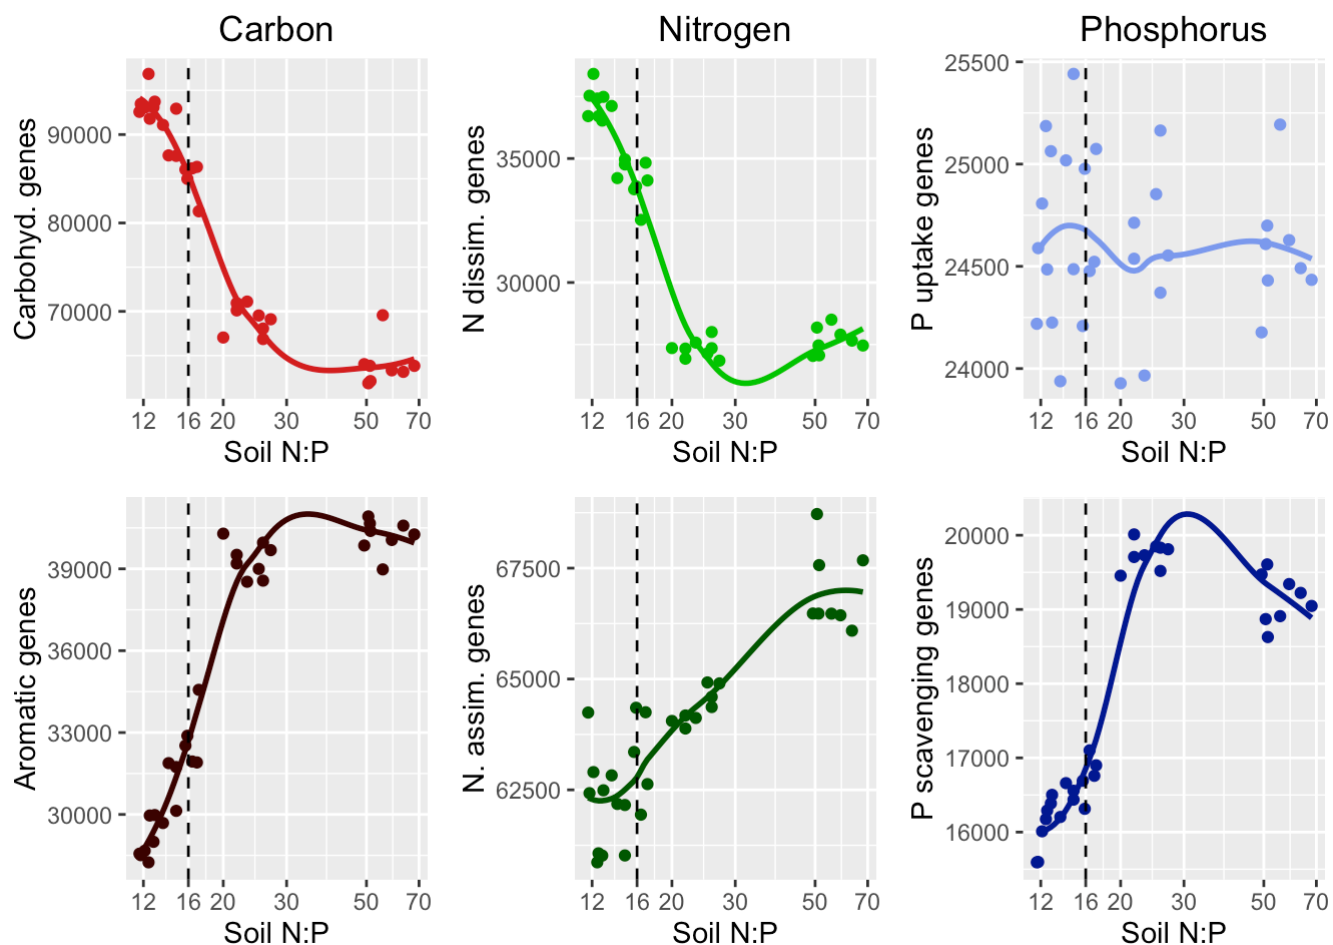 Carbon
Nitrogen
Phosphorus
Carbohyd. genes
90000
80000
70000
12 16 20 30 50 70
Soil N:P
N dissim. genes
35000
30000
12 16 20 30 50 70
Soil N:P
P uptake genes
25500
25000
24500
24000
12 16 20 30 50 70
Soil N:P
Aromatic genes
39000
36000
33000
30000
12 16 20 30 50 70
Soil N:P
N. assim. genes
67500
65000
62500
12 16 20 30 50 70
Soil N:P
P scavenging genes
20000
19000
18000
17000
16000
12 16 20 30 50 70
Soil N:P